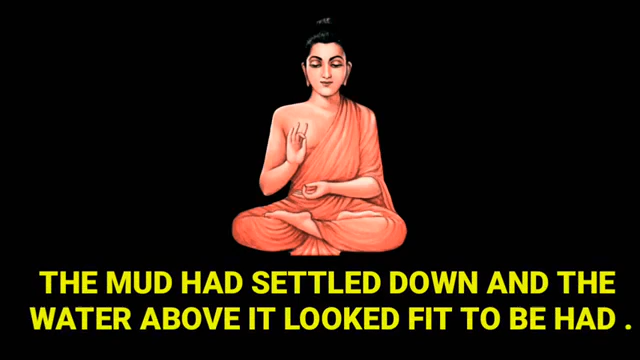 THE MUD HAD SETTLED DOWN AND THE
WATER ABOVE IT LOOKED FIT TO BE HAD .